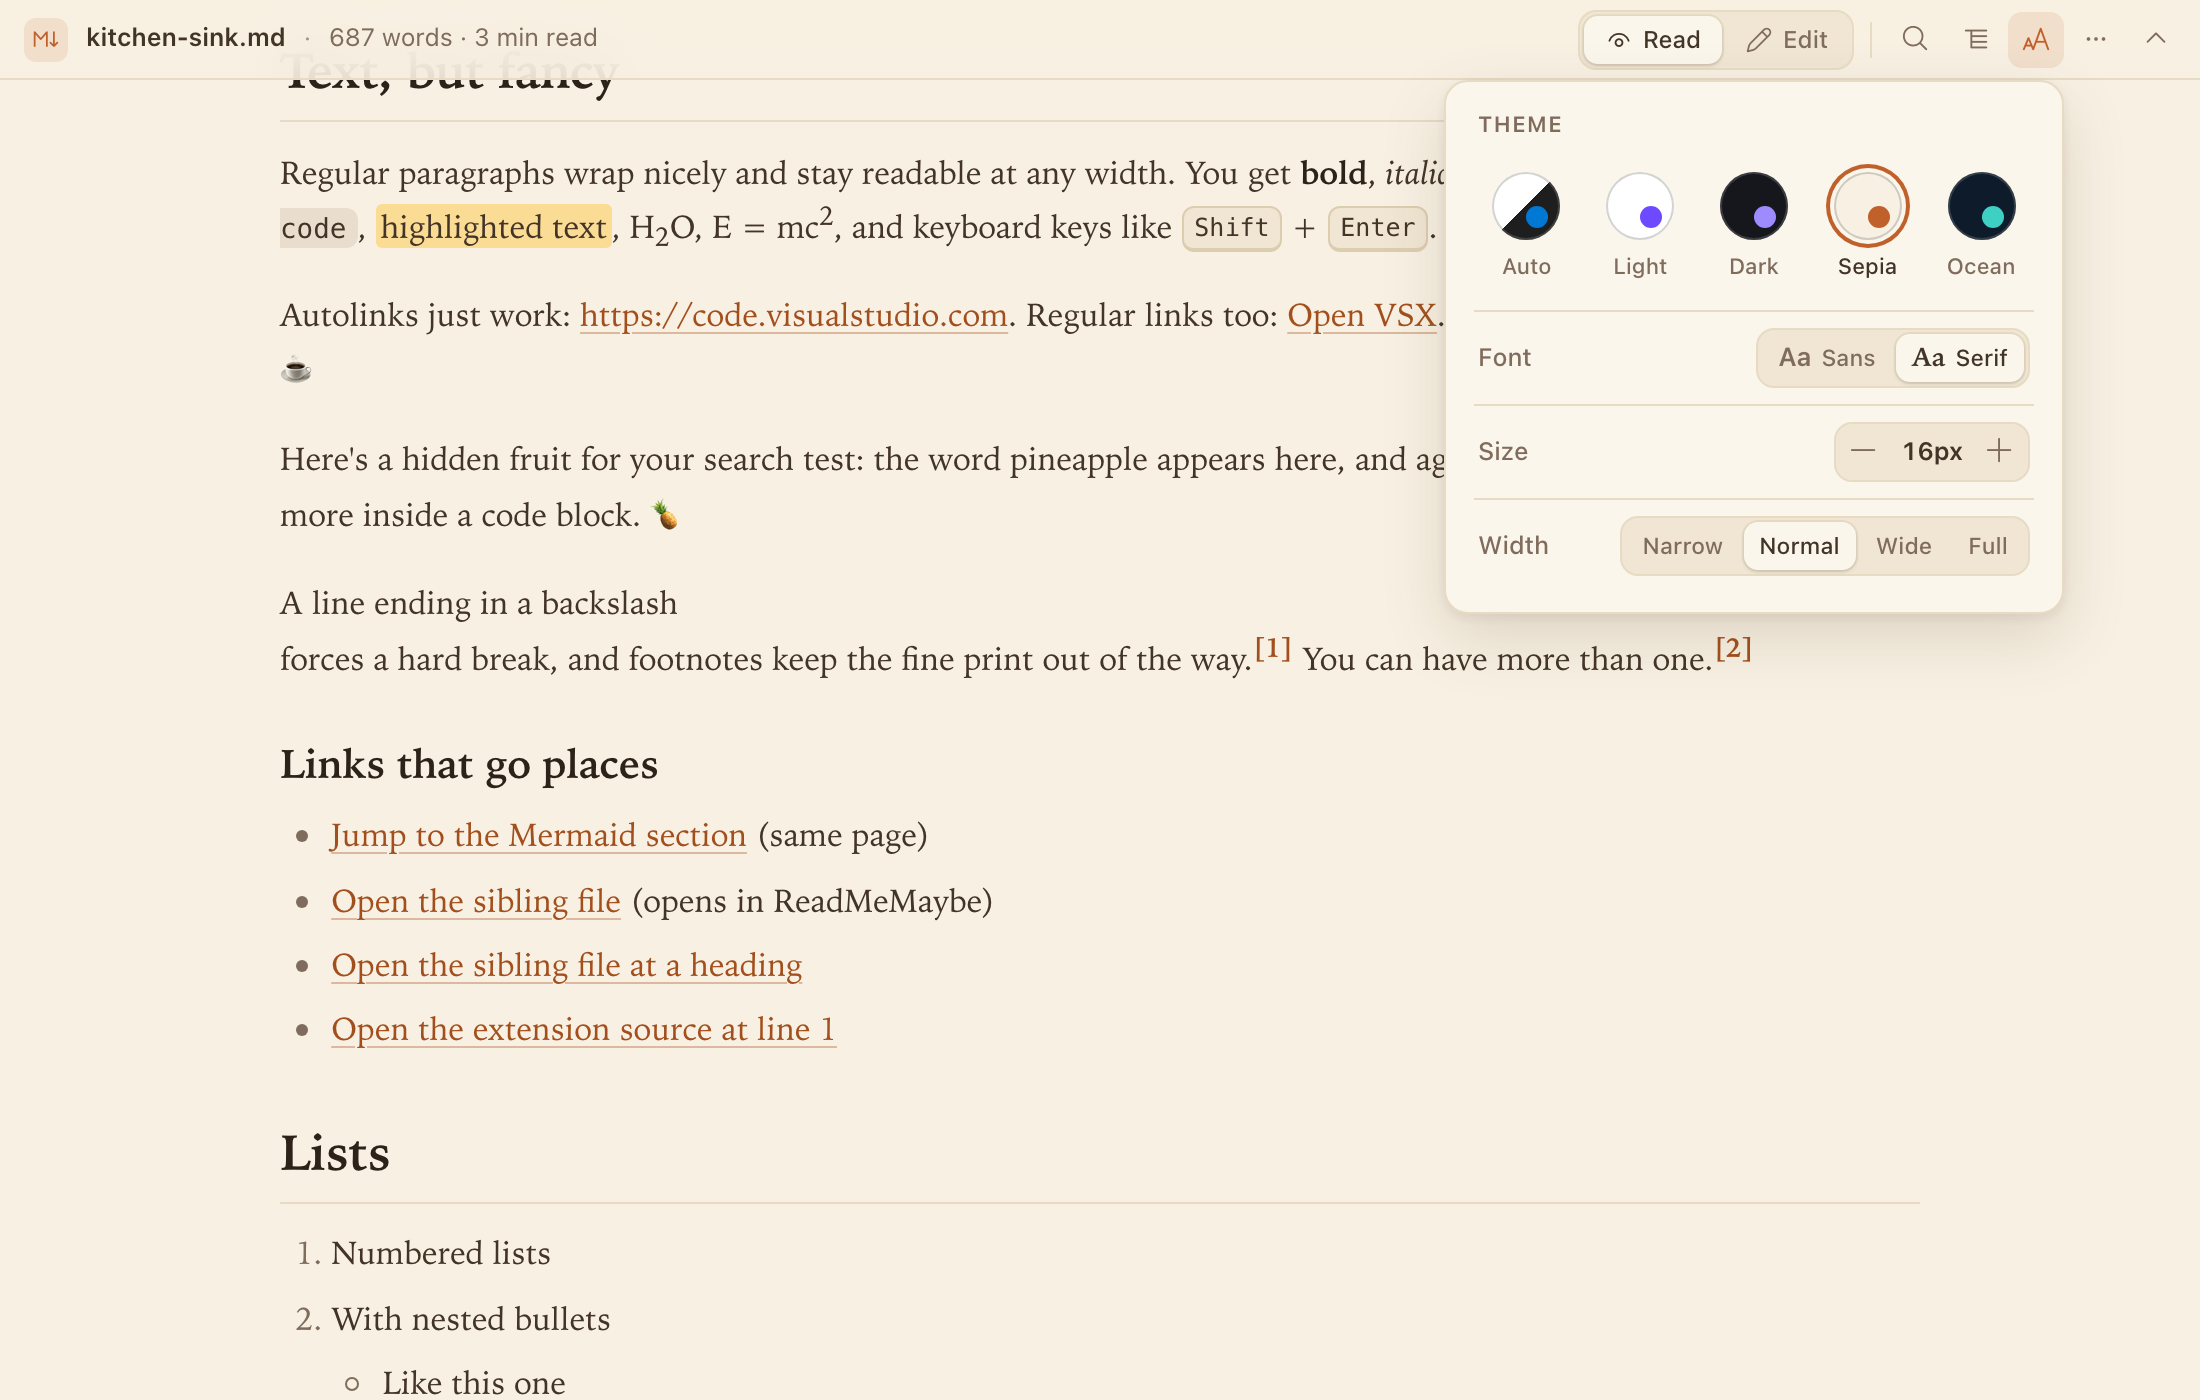 M↓ kitchen-sink.md · 687 words · 3 min read
Read Edit AA ...
Text, but fancy
THEME
Auto Light Dark Sepia Ocean
Font Aa Sans Aa Serif
Size — 16px +
Width Narrow Normal Wide Full
Regular paragraphs wrap nicely and stay readable at any width. You get bold,
code, highlighted text, H₂O, E = mc², and keyboard keys like Shift + Enter.
Autolinks just work: https://code.visualstudio.com. Regular links too: Open VSX.
☕
Here's a hidden fruit for your search test: the word pineapple appears here, and
more inside a code block. 🍍
A line ending in a backslash
forces a hard break, and footnotes keep the fine print out of the way.[1] You can have more than one.[2]
Links that go places
• Jump to the Mermaid section (same page)
• Open the sibling file (opens in ReadMeMaybe)
• Open the sibling file at a heading
• Open the extension source at line 1
Lists
1. Numbered lists
2. With nested bullets
○ Like this one